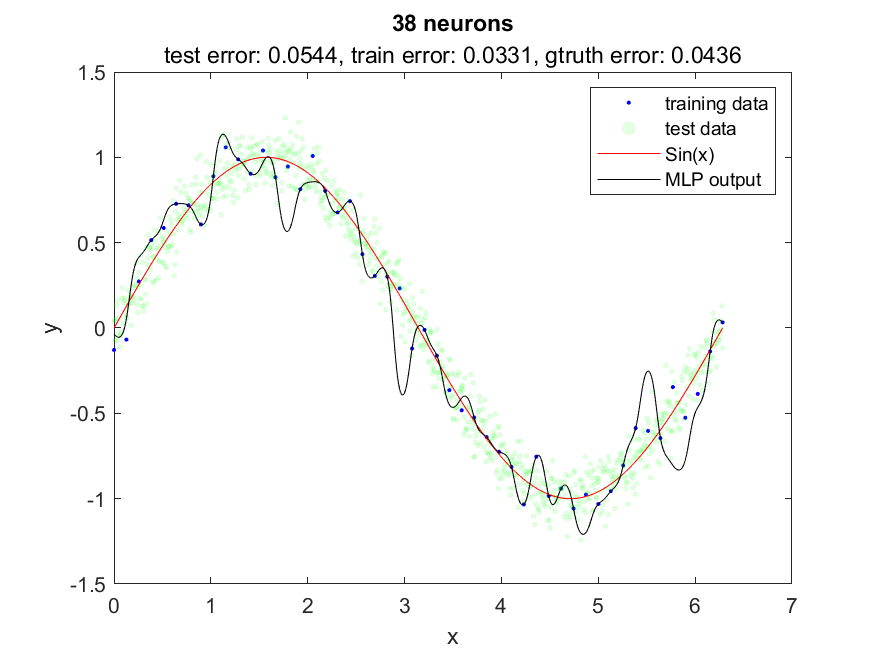 38 neurons
test error: 0.0544, train error: 0.0331, gtruth error: 0.0436
1.5
1
0.5
0
-0.5
-1
-1.5
y
0 1 2 3 4 5 6 7
x
training data
test data
Sin(x)
MLP output